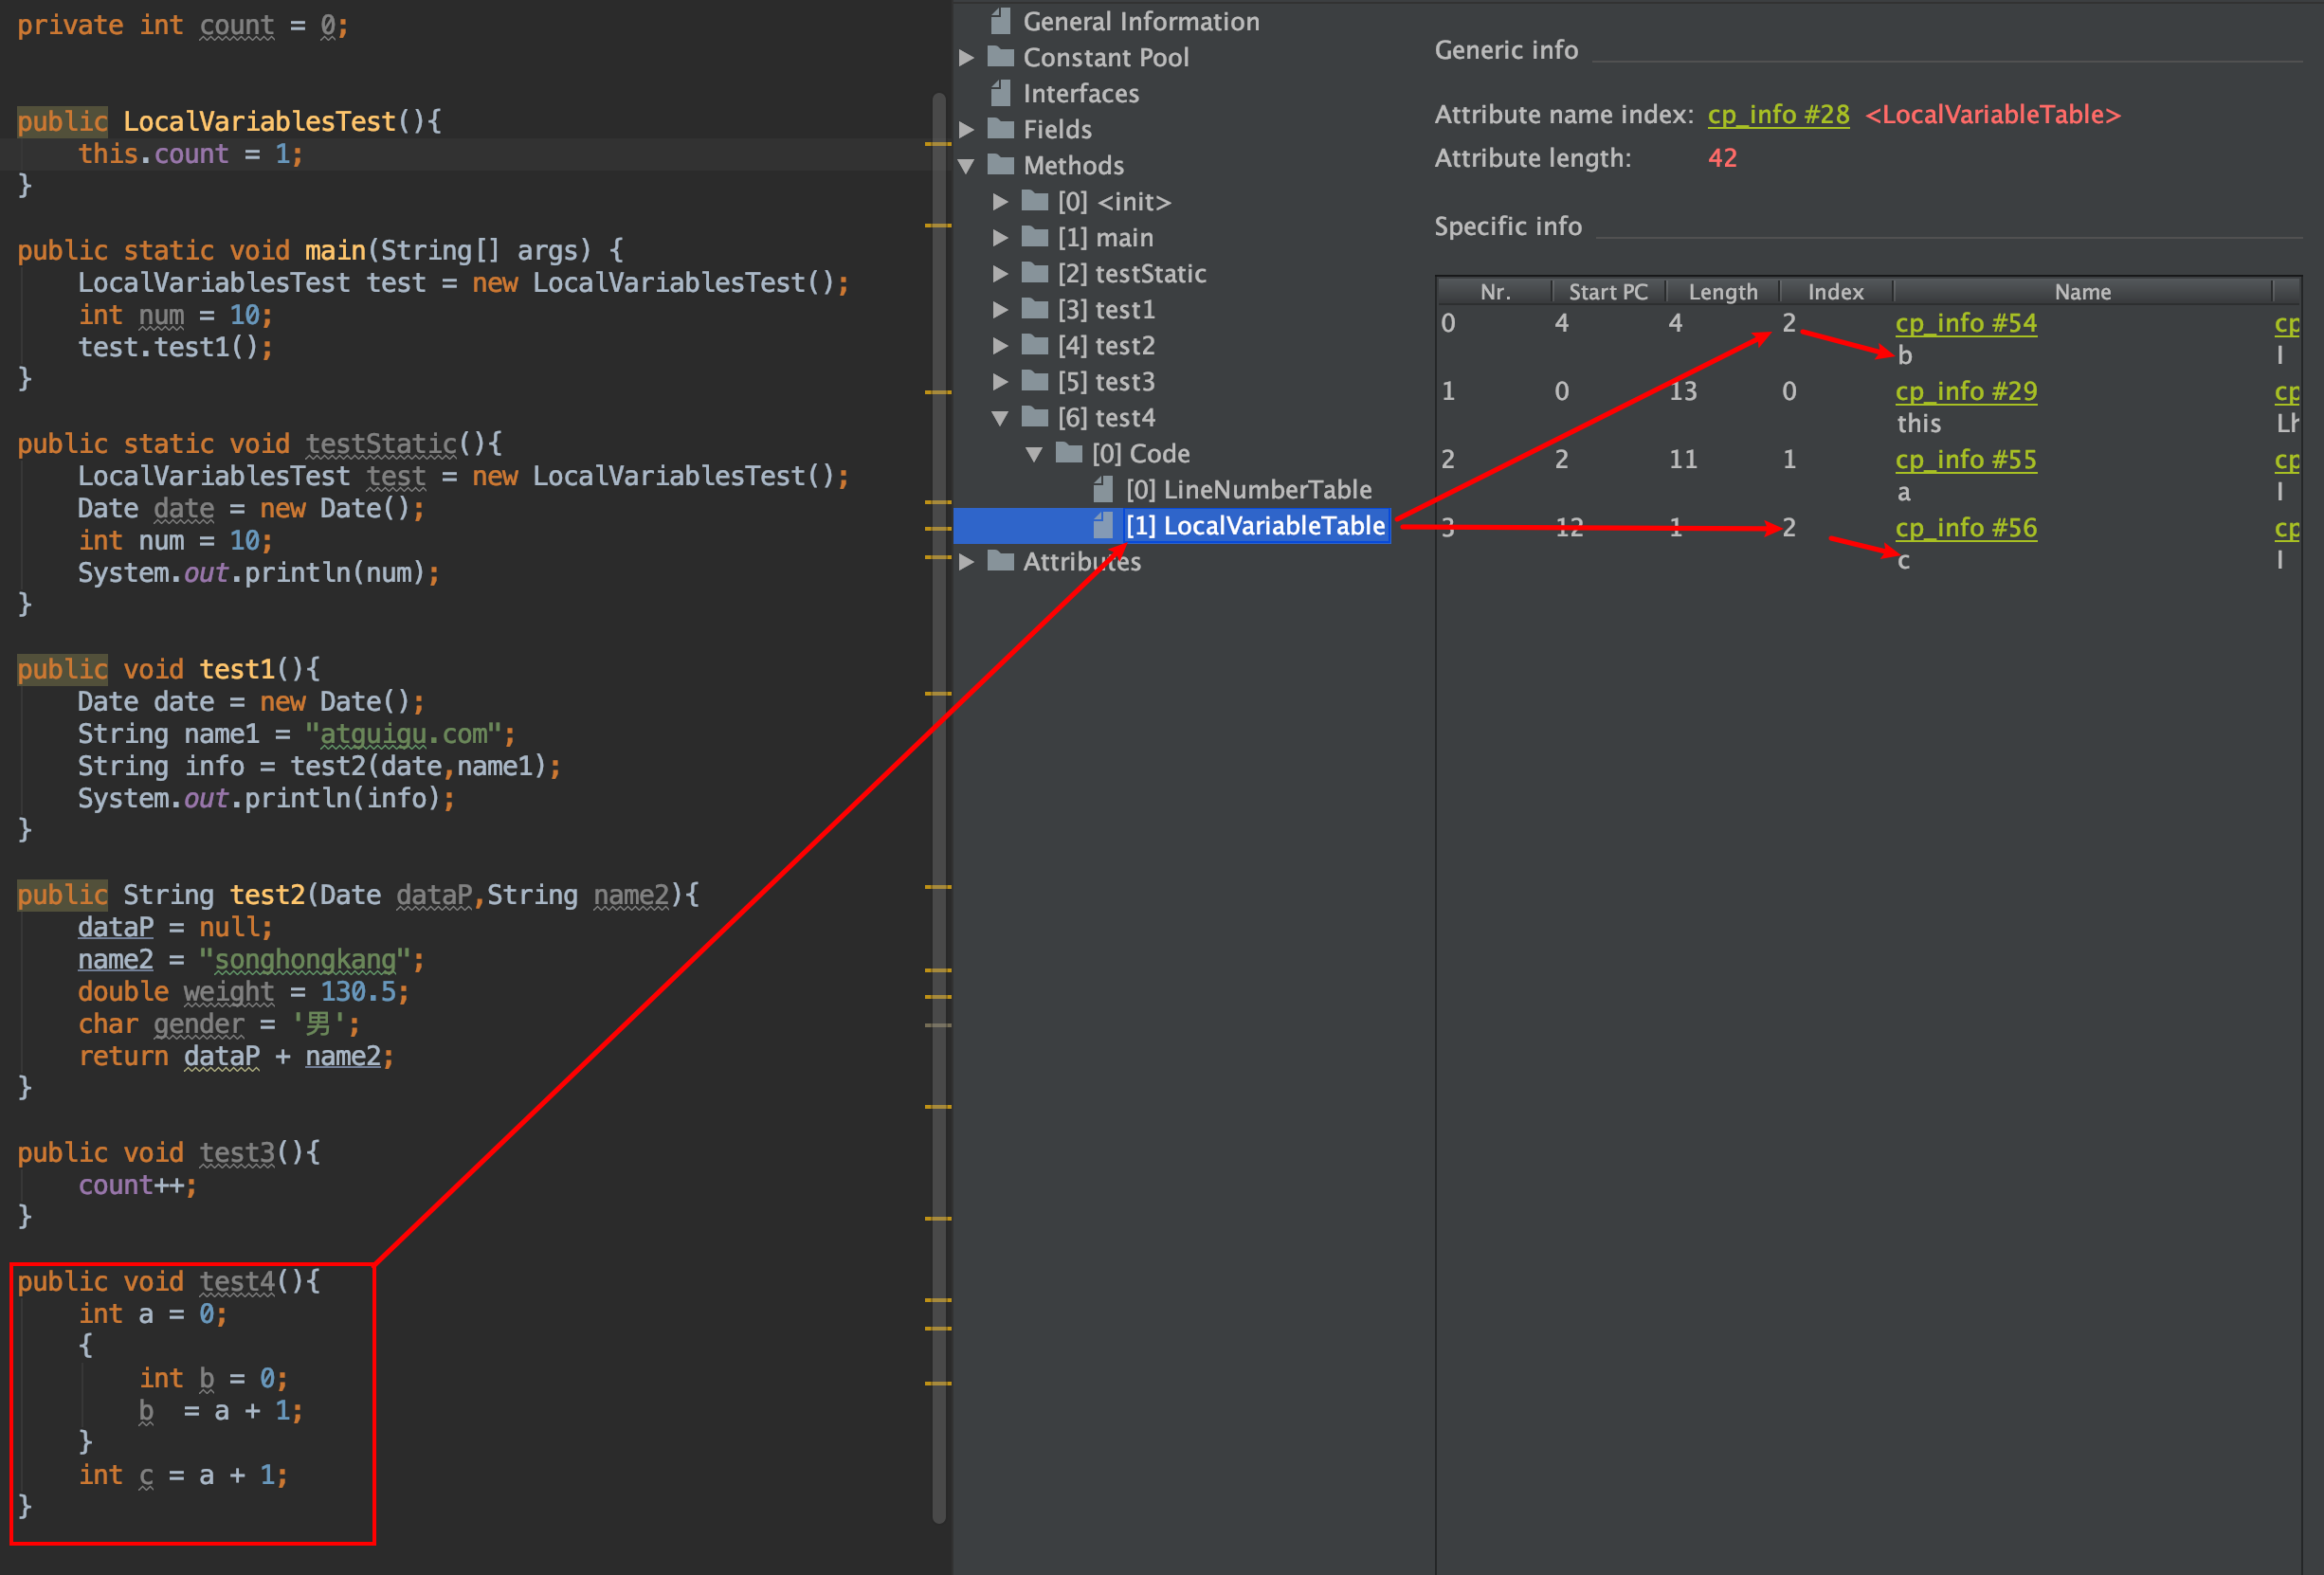 private int count = 0;
public LocalVariablesTest(){
this.count = 1;
}
public static void main(String[] args) {
LocalVariablesTest test = new LocalVariablesTest();
int num = 10;
test.test1();
}
public static void testStatic(){
LocalVariablesTest test = new LocalVariablesTest();
Date date = new Date();
int num = 10;
System.out.println(num);
}
public void test1(){
Date date = new Date();
String name1 = "atguigu.com";
String info = test2(date,name1);
System.out.println(info);
}
public String test2(Date dataP,String name2){
dataP = null;
name2 = "songhongkang";
double weight = 130.5;
char gender = '男';
return dataP + name2;
}
public void test3(){
count++;
}
public void test4(){
int a = 0;
{
int b = 0;
b  = a + 1;
}
int c = a + 1;
}
General Information
Constant Pool
Interfaces
Fields
Methods
[0] <init>
[1] main
[2] testStatic
[3] test1
[4] test2
[5] test3
[6] test4
[0] Code
[0] LineNumberTable
[1] LocalVariableTable
Attributes
Generic info
Attribute name index: cp_info #28 <LocalVariableTable>
Attribute length: 42
Specific info
Nr. Start PC Length Index Name
0 4 4 2 cp_info #54 cp
b I
1 0 13 0 cp_info #29 cp
this Lh
2 2 11 1 cp_info #55 cp
a I
3 12 1 2 cp_info #56 cp
c I